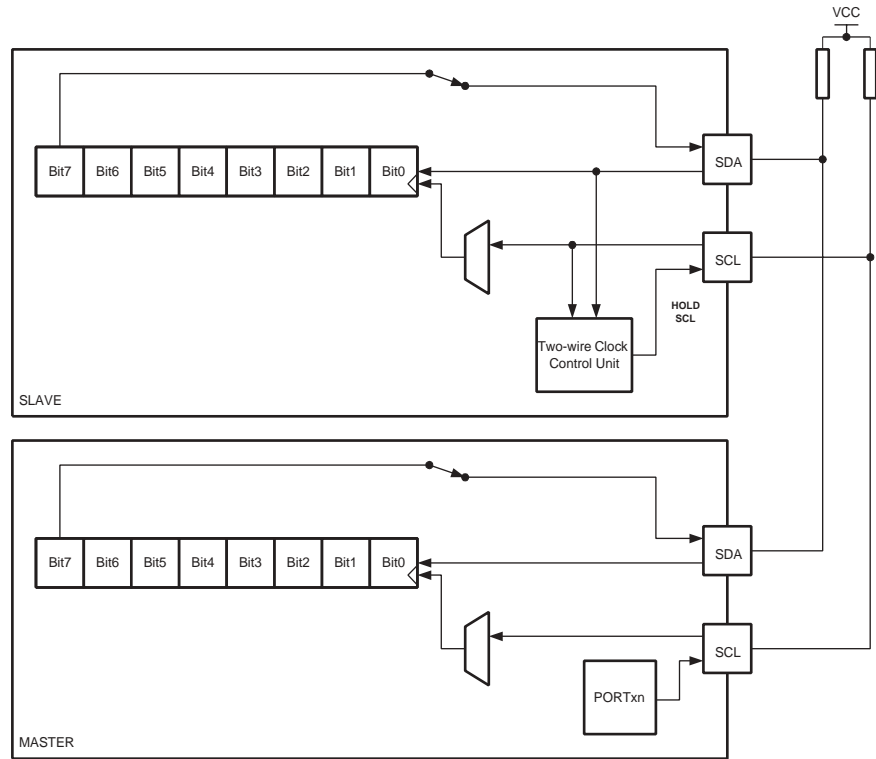 VCC
Bit7 Bit6 Bit5 Bit4 Bit3 Bit2 Bit1 Bit0
SDA
SCL
HOLD
SCL
Two-wire Clock
Control Unit
SLAVE
Bit7 Bit6 Bit5 Bit4 Bit3 Bit2 Bit1 Bit0
SDA
SCL
PORTxn
MASTER